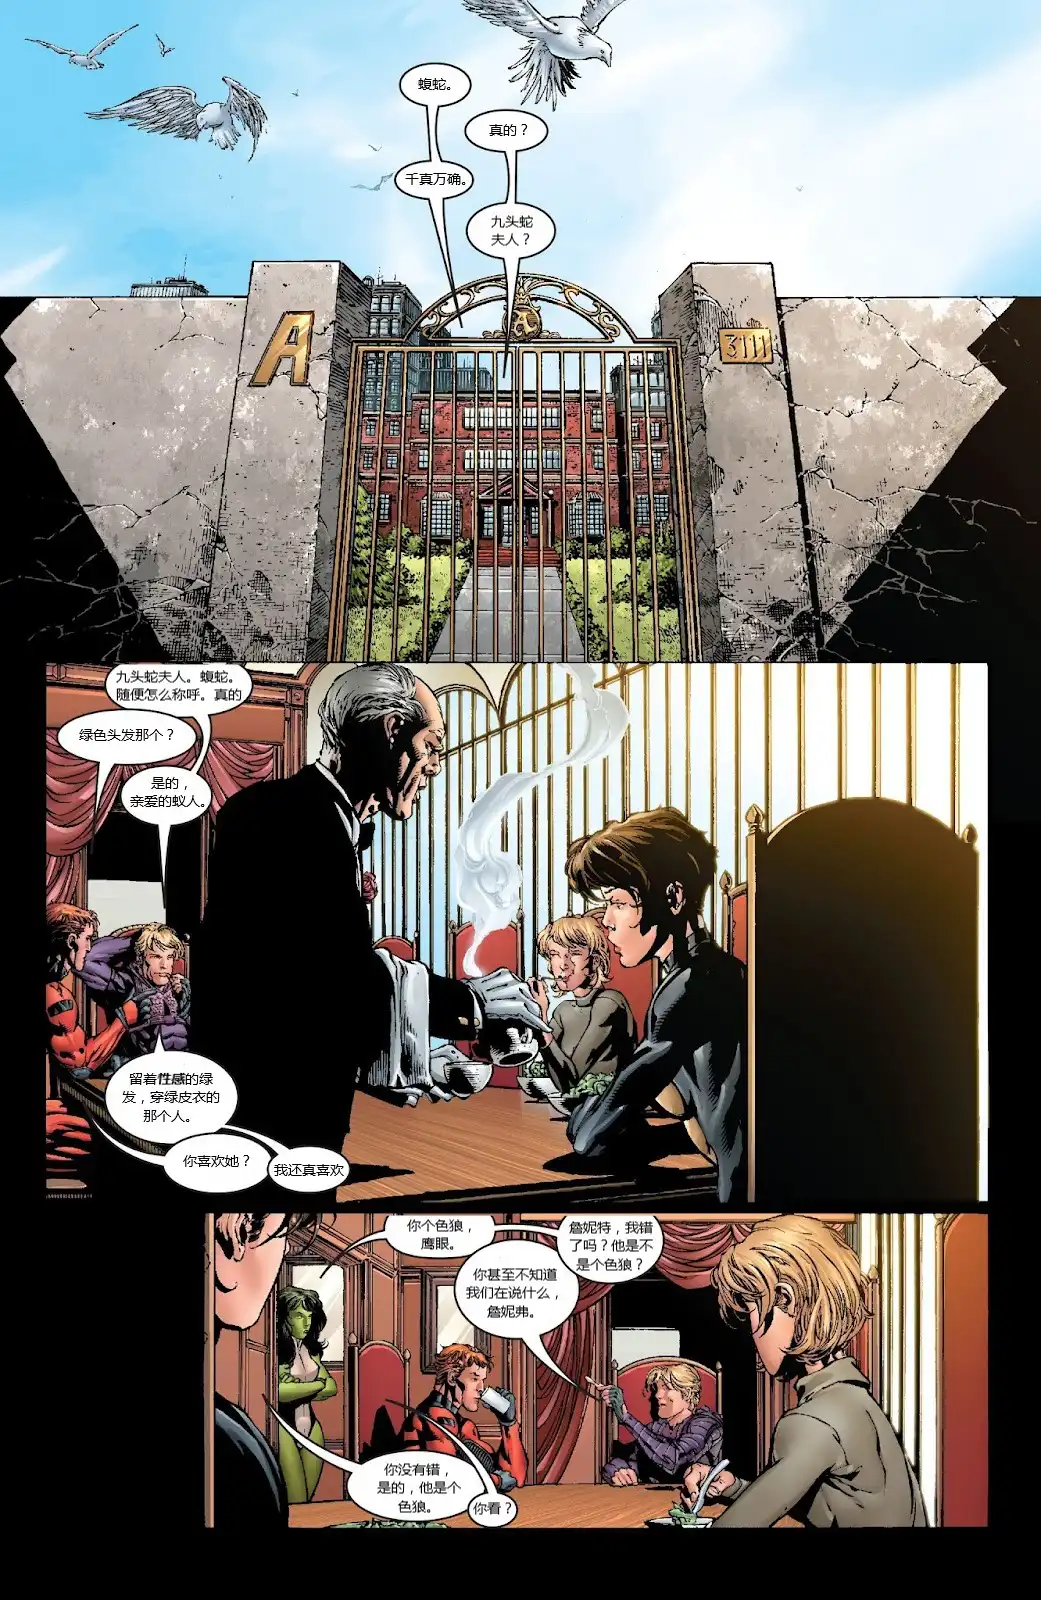 蝮蛇。
真的？
千真万确。
九头蛇
夫人？
A
A
3111
九头蛇夫人。蝮蛇。
随便怎么称呼。真的
绿色头发那个？
是的，
亲爱的蚁人。
留着性感的绿
发，穿绿皮衣的
那个人。
你喜欢她？
我还真喜欢
你个色狼，
鹰眼。
詹妮特，我错
了吗？他是不
是个色狼？
你甚至不知道
我们在说什么，
詹妮弗。
你没有错，
是的，他是个
色狼。
你看？